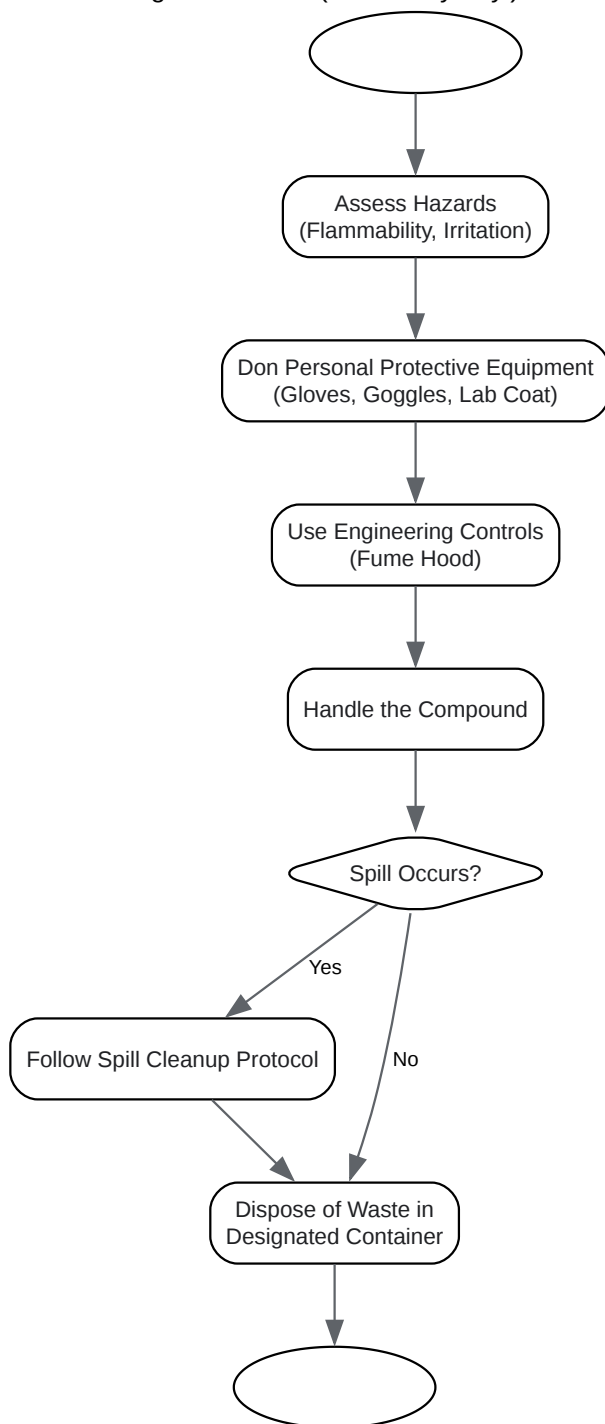 Assess Hazards
(Flammability, Irritation)
Don Personal Protective Equipment
(Gloves, Goggles, Lab Coat)
Use Engineering Controls
(Fume Hood)
Handle the Compound
Spill Occurs?
Yes
Follow Spill Cleanup Protocol
No
Dispose of Waste in
Designated Container